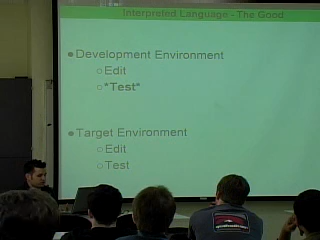 Interpreted Language - The Good
Development Environment
Edit
*Test*
Target Environment
Edit
Test